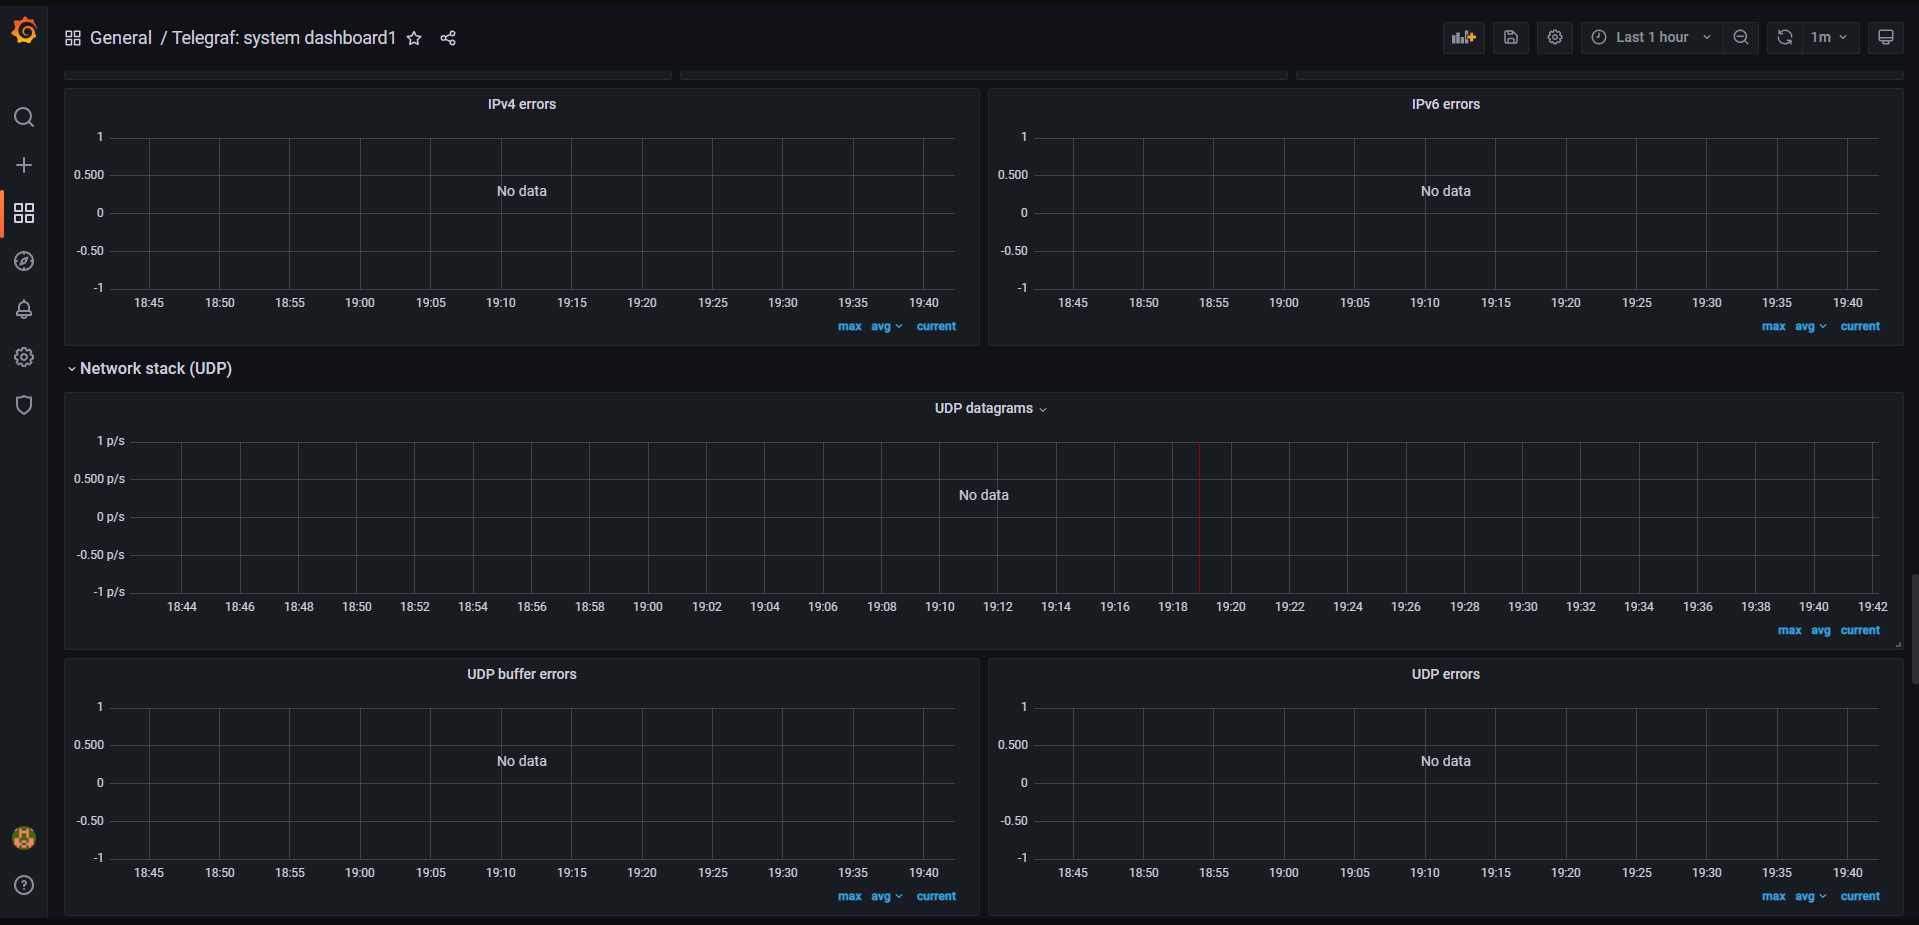 General / Telegraf: system dashboard1
Last 1 hour
1m
IPv4 errors
1
0.500
0
-0.50
-1
No data
18:45 18:50 18:55 19:00 19:05 19:10 19:15 19:20 19:25 19:30 19:35 19:40
max avg current
IPv6 errors
1
0.500
0
-0.50
-1
No data
18:45 18:50 18:55 19:00 19:05 19:10 19:15 19:20 19:25 19:30 19:35 19:40
max avg current
Network stack (UDP)
UDP datagrams
1 p/s
0.500 p/s
0 p/s
-0.50 p/s
-1 p/s
No data
18:44 18:46 18:48 18:50 18:52 18:54 18:56 18:58 19:00 19:02 19:04 19:06 19:08 19:10 19:12 19:14 19:16 19:18 19:20 19:22 19:24 19:26 19:28 19:30 19:32 19:34 19:36 19:38 19:40 19:42
max avg current
UDP buffer errors
1
0.500
0
-0.50
-1
No data
18:45 18:50 18:55 19:00 19:05 19:10 19:15 19:20 19:25 19:30 19:35 19:40
max avg current
UDP errors
1
0.500
0
-0.50
-1
No data
18:45 18:50 18:55 19:00 19:05 19:10 19:15 19:20 19:25 19:30 19:35 19:40
max avg current